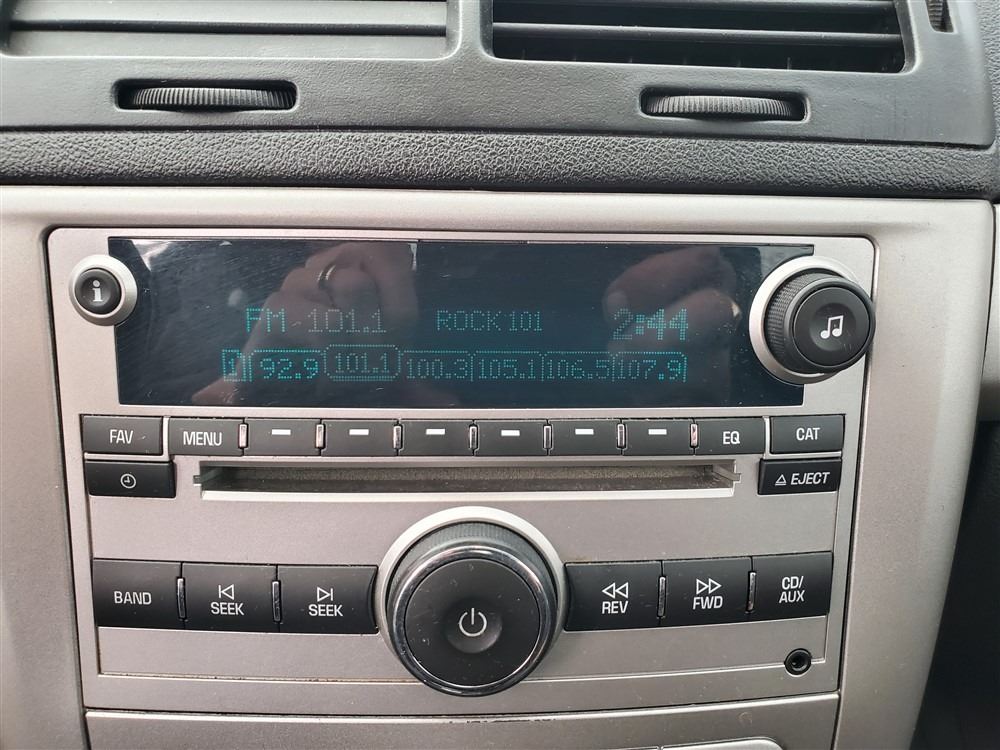 i
FM 101.1 ROCK 101 2:44
1 92.9 101.1 100.3 105.1 106.5 107.9
FAV MENU EQ CAT
EJECT
BAND SEEK SEEK REV FWD CD/
AUX